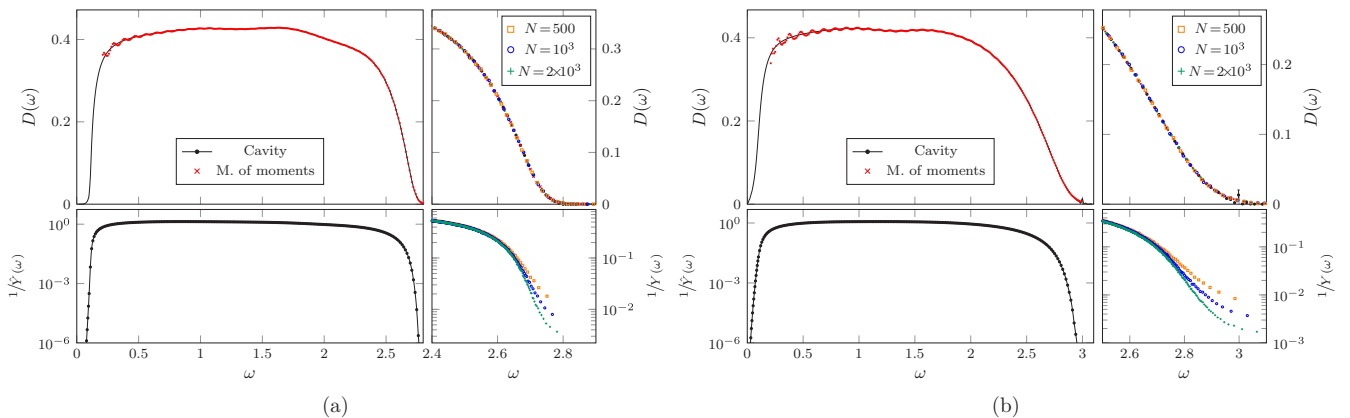 D(ω)
0.4
0.2
0
Cavity
M. of moments
N = 500
N = 10³
N = 2×10³
0.3
0.2
0.1
0
D(ω)
1/Y(ω)
10⁰
10⁻³
10⁻⁶
0 0.5 1 1.5 2 2.5
ω
10⁻¹
10⁻²
1/Y(ω)
2.4 2.6 2.8
ω
(a)
D(ω)
0.4
0.2
0
Cavity
M. of moments
N = 500
N = 10³
N = 2×10³
0.2
0.1
0
D(ω)
1/Y(ω)
10⁰
10⁻³
10⁻⁶
0 0.5 1 1.5 2 2.5 3
ω
10⁻¹
10⁻²
10⁻³
1/Y(ω)
2.6 2.8 3
ω
(b)